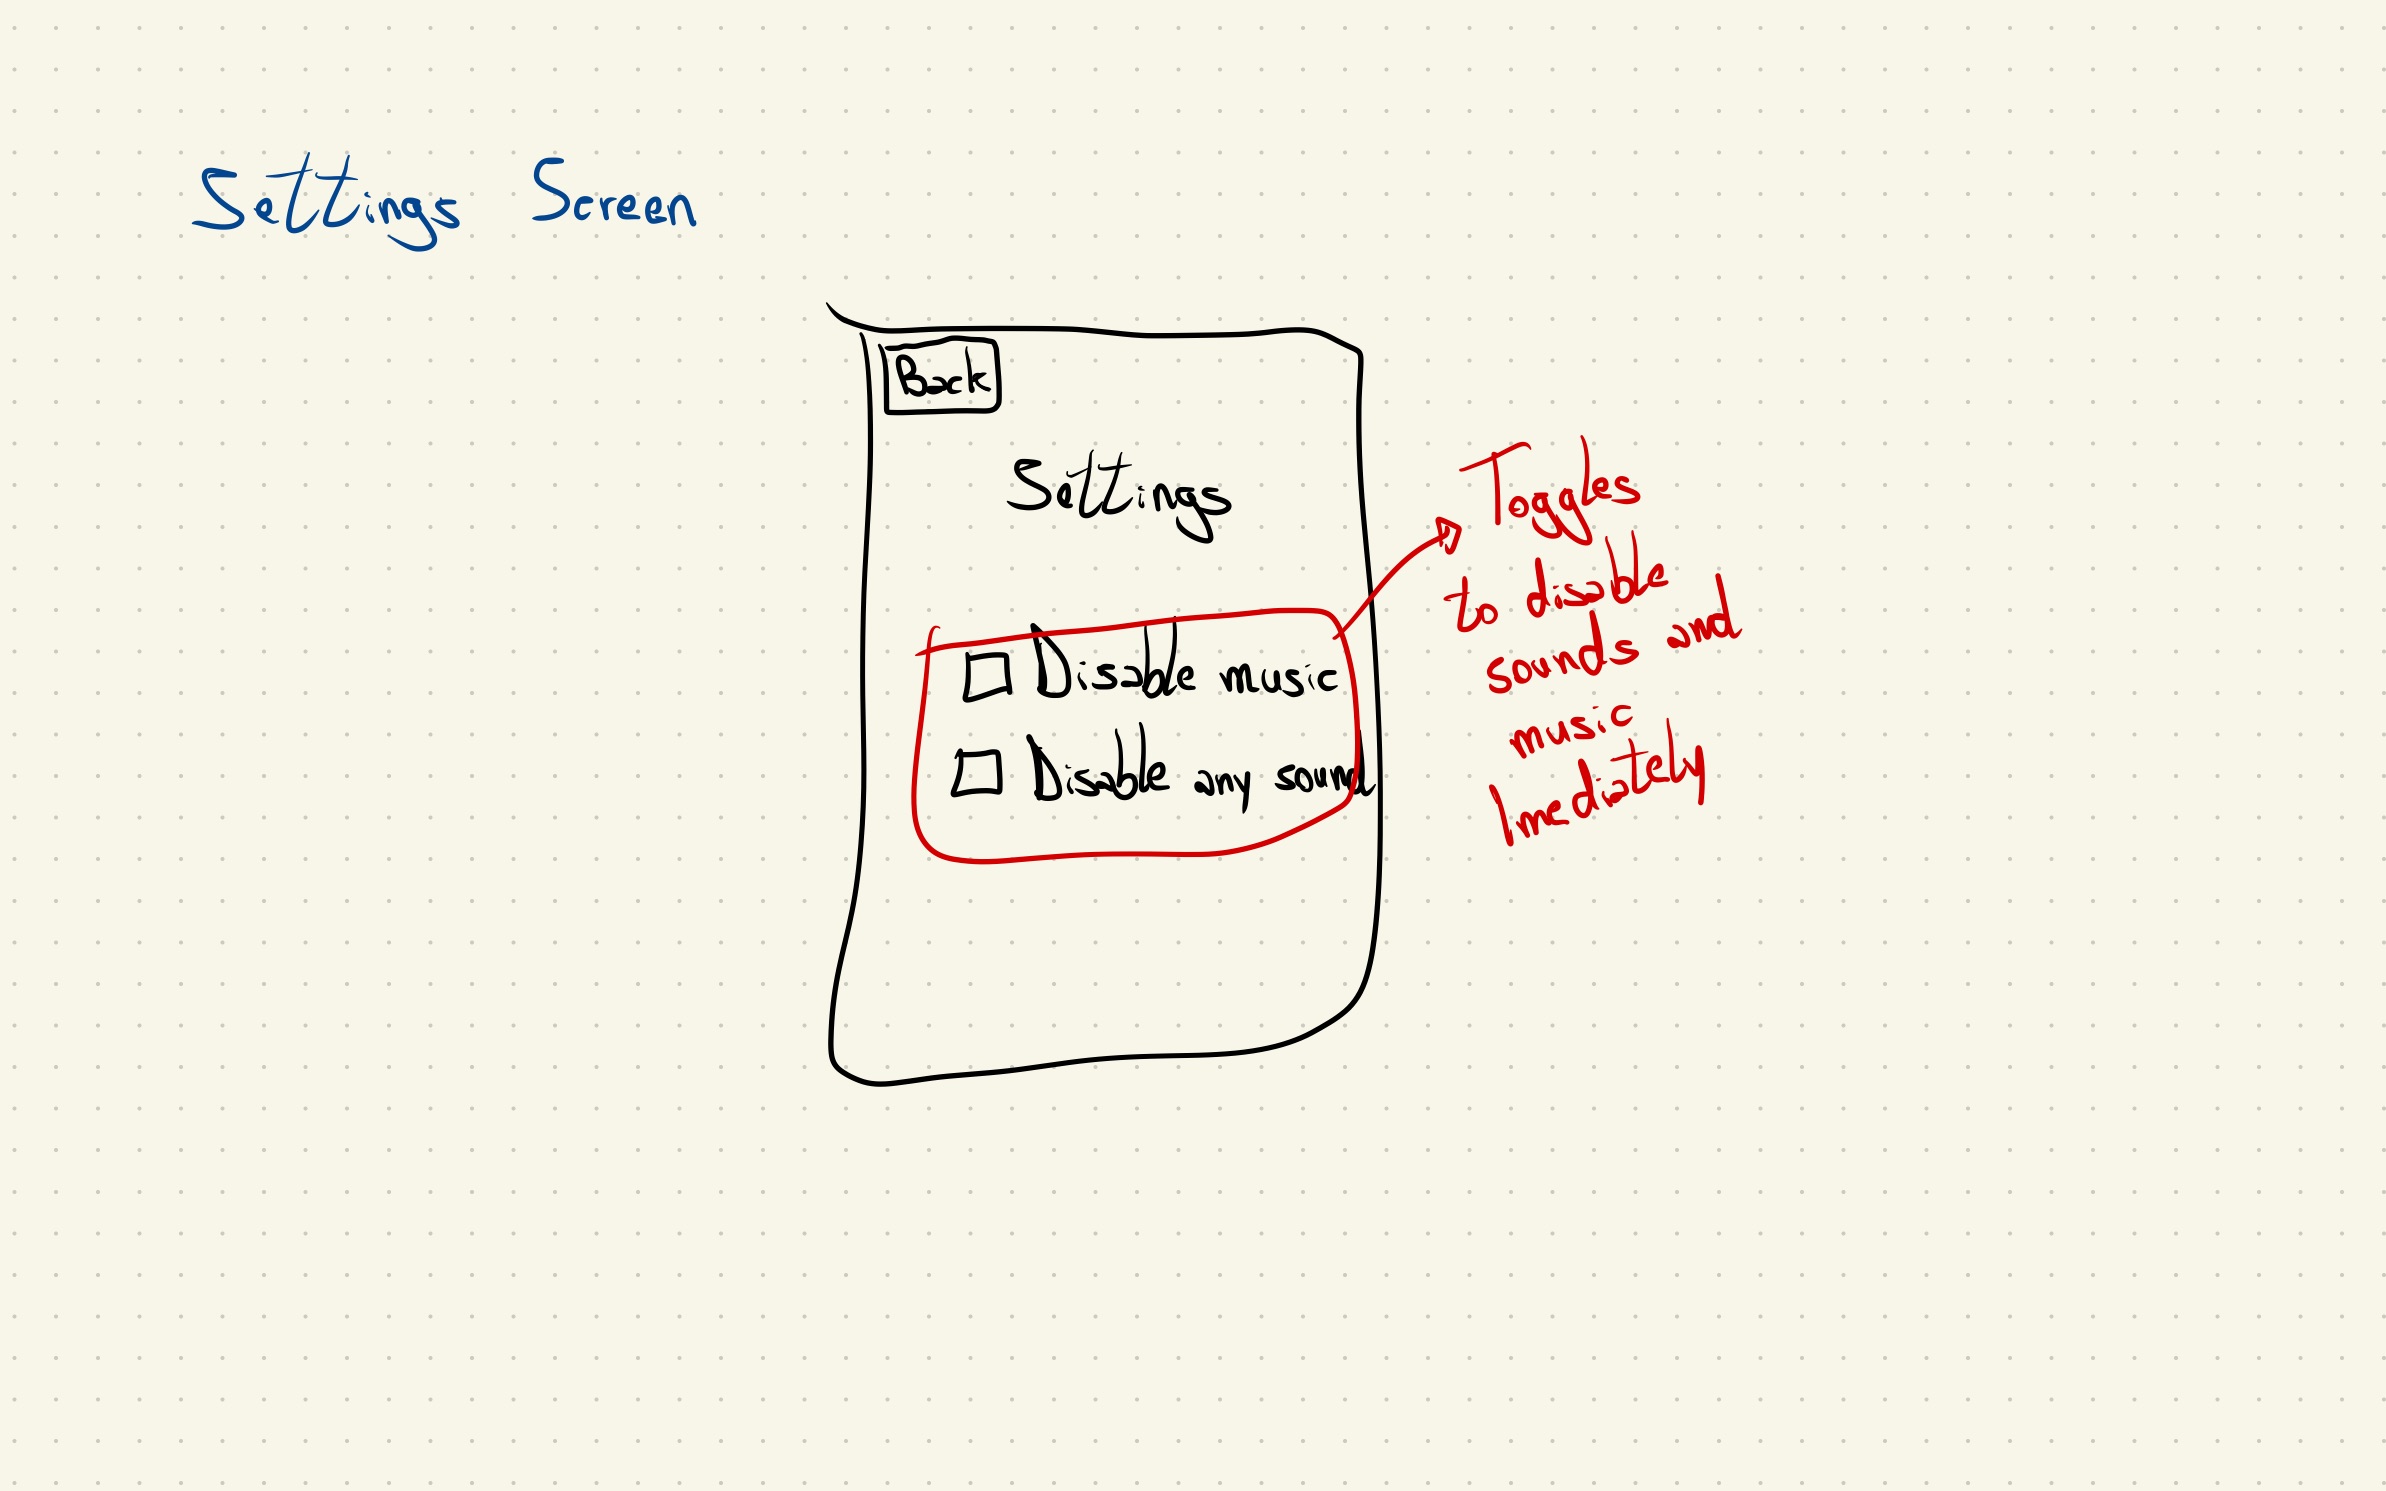 Settings Screen
Back
Settings
Disable music
Disable any sound
Toggles
to disable
sounds and
music
Imediately